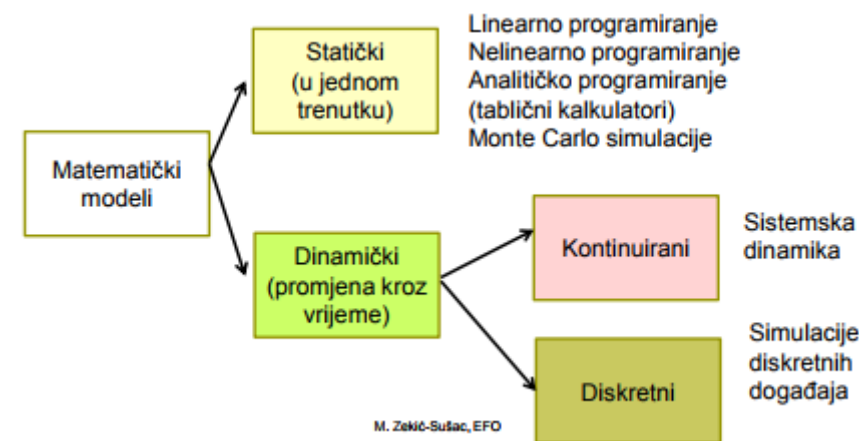 Statički
(u jednom
trenutku)
Linearno programiranje
Nelinearno programiranje
Analitičko programiranje
(tablični kalkulatori)
Monte Carlo simulacije
Matematički
modeli
Dinamički
(promjena kroz
vrijeme)
Kontinuirani
Sistemska
dinamika
Diskretni
Simulacije
diskretnih
događaja
M. Zekić-Sušac, EFO